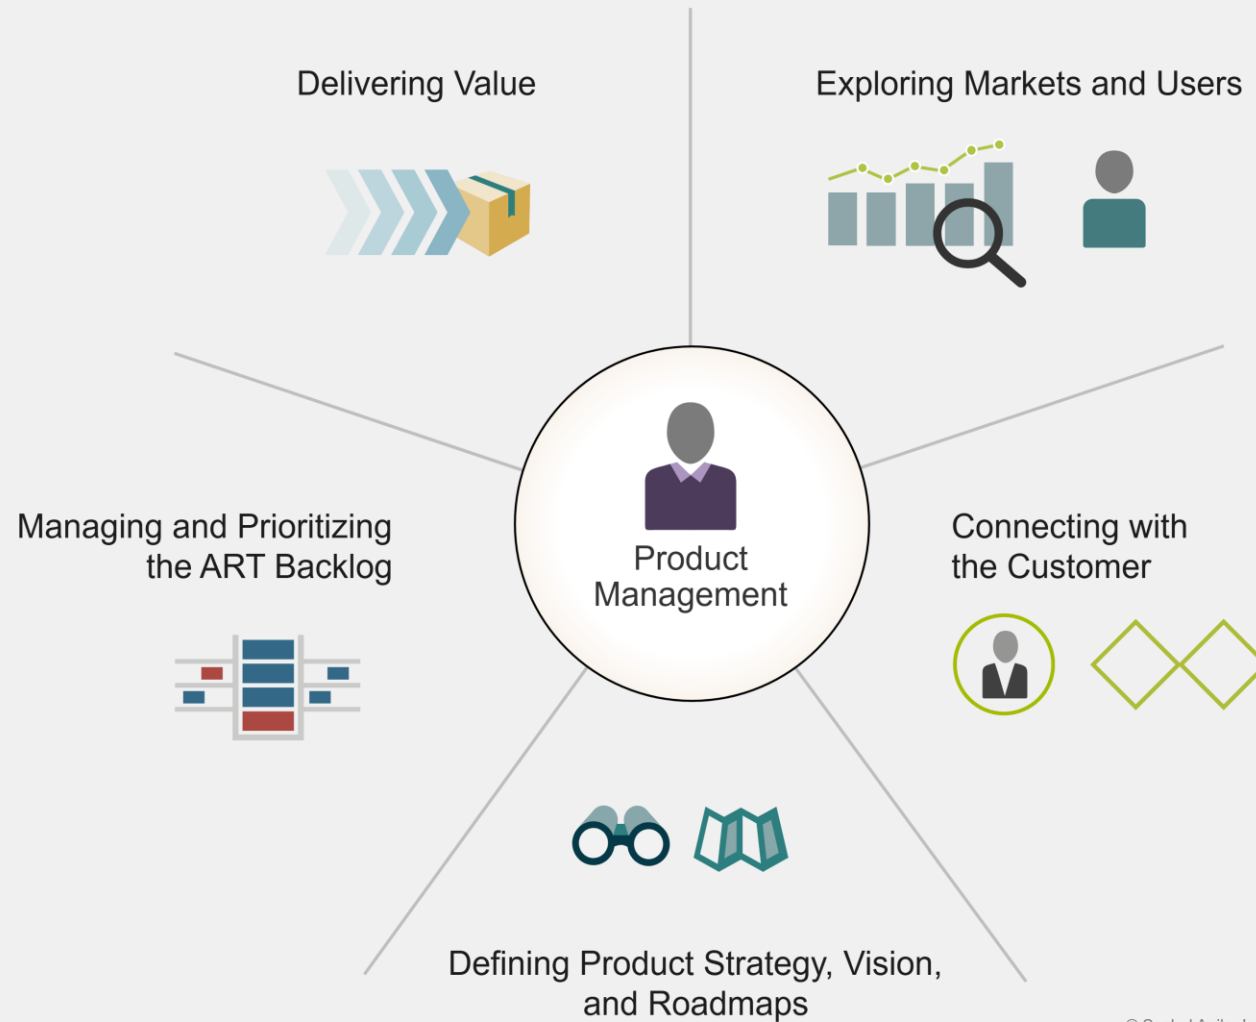 Delivering Value
Exploring Markets and Users
Product
Management
Managing and Prioritizing
the ART Backlog
Connecting with
the Customer
Defining Product Strategy, Vision,
and Roadmaps
©